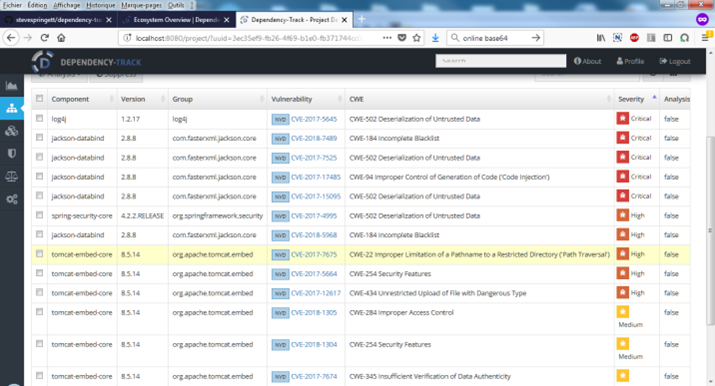 Fichier Édition Affichage Historique Marque-pages Outils ?
stevespringett/dependency-tra
Ecosystem Overview | Depend
Dependency-Track - Project De
localhost:8080/project/?uuid=3ec35ef9-fb26-4f69-b1e0-fb371744cc
online base64
DEPENDENCY-TRACK
Search
About
Profile
Logout
Analysis
Suppress
Component Version Group Vulnerability CWE Severity Analysis
log4j 1.2.17 log4j NVD CVE-2017-5645 CWE-502 Deserialization of Untrusted Data Critical false
jackson-databind 2.8.8 com.fasterxml.jackson.core NVD CVE-2018-7489 CWE-184 Incomplete Blacklist Critical false
jackson-databind 2.8.8 com.fasterxml.jackson.core NVD CVE-2017-7525 CWE-502 Deserialization of Untrusted Data Critical false
jackson-databind 2.8.8 com.fasterxml.jackson.core NVD CVE-2017-17485 CWE-94 Improper Control of Generation of Code ('Code Injection') Critical false
jackson-databind 2.8.8 com.fasterxml.jackson.core NVD CVE-2017-15095 CWE-502 Deserialization of Untrusted Data Critical false
spring-security-core 4.2.2.RELEASE org.springframework.security NVD CVE-2017-4995 CWE-502 Deserialization of Untrusted Data High false
jackson-databind 2.8.8 com.fasterxml.jackson.core NVD CVE-2018-5968 CWE-184 Incomplete Blacklist High false
tomcat-embed-core 8.5.14 org.apache.tomcat.embed NVD CVE-2017-7675 CWE-22 Improper Limitation of a Pathname to a Restricted Directory ('Path Traversal') High false
tomcat-embed-core 8.5.14 org.apache.tomcat.embed NVD CVE-2017-5664 CWE-254 Security Features High false
tomcat-embed-core 8.5.14 org.apache.tomcat.embed NVD CVE-2017-12617 CWE-434 Unrestricted Upload of File with Dangerous Type High false
tomcat-embed-core 8.5.14 org.apache.tomcat.embed NVD CVE-2018-1305 CWE-284 Improper Access Control Medium false
tomcat-embed-core 8.5.14 org.apache.tomcat.embed NVD CVE-2018-1304 CWE-254 Security Features Medium false
tomcat-embed-core 8.5.14 org.apache.tomcat.embed NVD CVE-2017-7674 CWE-345 Insufficient Verification of Data Authenticity false